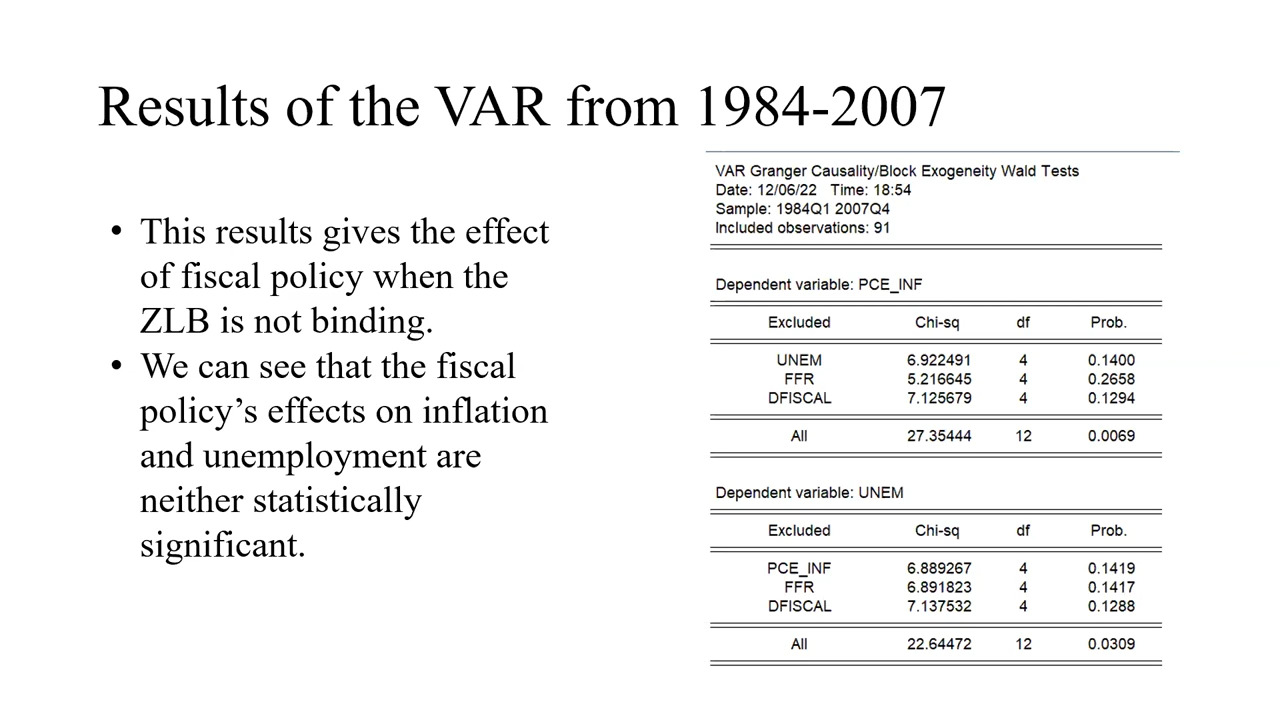 Results of the VAR from 1984-2007
• This results gives the effect
of fiscal policy when the
ZLB is not binding.
• We can see that the fiscal
policy’s effects on inflation
and unemployment are
neither statistically
significant.
VAR Granger Causality/Block Exogeneity Wald Tests
Date: 12/06/22 Time: 18:54
Sample: 1984Q1 2007Q4
Included observations: 91
Dependent variable: PCE_INF
Excluded Chi-sq df Prob.
UNEM 6.922491 4 0.1400
FFR 5.216645 4 0.2658
DFISCAL 7.125679 4 0.1294
All 27.35444 12 0.0069
Dependent variable: UNEM
Excluded Chi-sq df Prob.
PCE_INF 6.889267 4 0.1419
FFR 6.891823 4 0.1417
DFISCAL 7.137532 4 0.1288
All 22.64472 12 0.0309